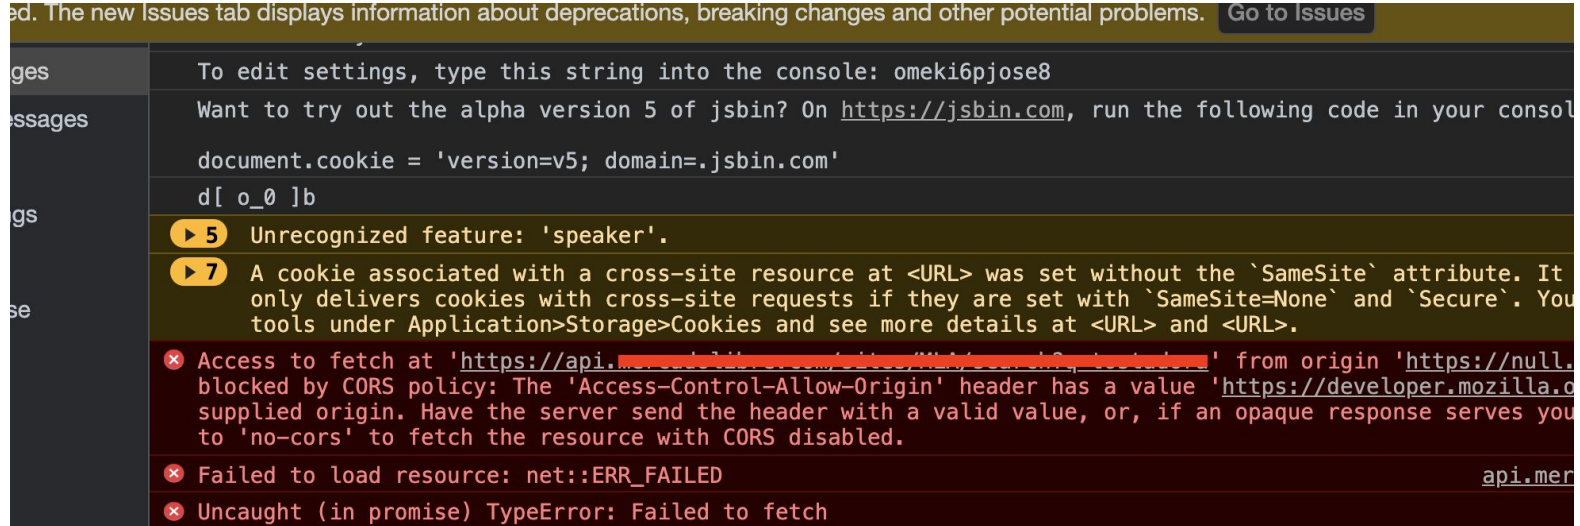 ed. The new Issues tab displays information about deprecations, breaking changes and other potential problems. Go to Issues
ges
essages
gs
se
To edit settings, type this string into the console: omeki6pjose8
Want to try out the alpha version 5 of jsbin? On https://jsbin.com, run the following code in your consol
document.cookie = 'version=v5; domain=.jsbin.com'
d[ o_0 ]b
5 Unrecognized feature: 'speaker'.
7 A cookie associated with a cross-site resource at <URL> was set without the `SameSite` attribute. It
only delivers cookies with cross-site requests if they are set with `SameSite=None` and `Secure`. You
tools under Application>Storage>Cookies and see more details at <URL> and <URL>.
Access to fetch at 'https://api.' from origin 'https://null.
blocked by CORS policy: The 'Access-Control-Allow-Origin' header has a value 'https://developer.mozilla.o
supplied origin. Have the server send the header with a valid value, or, if an opaque response serves you
to 'no-cors' to fetch the resource with CORS disabled.
Failed to load resource: net::ERR_FAILED api.mer
Uncaught (in promise) TypeError: Failed to fetch